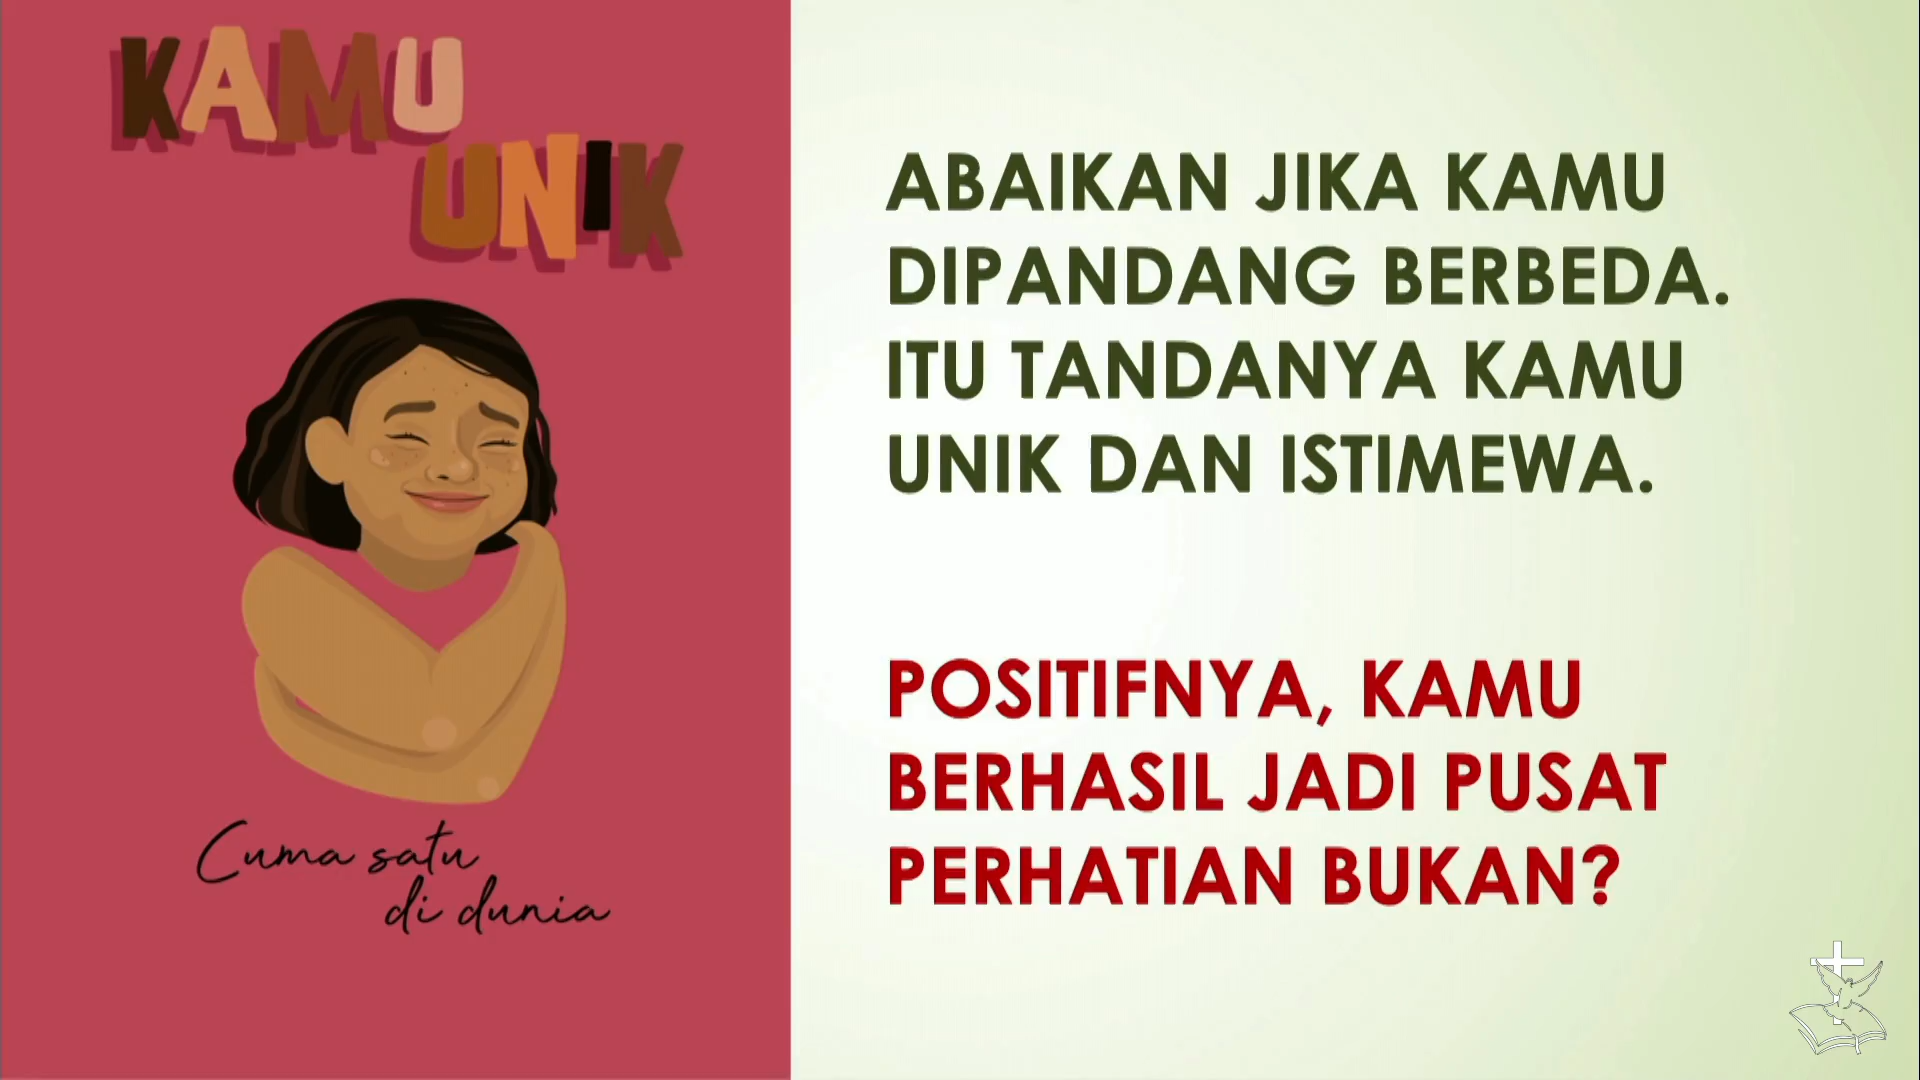 KAMU
UNIK
Cuma satu
di dunia
ABAIKAN JIKA KAMU
DIPANDANG BERBEDA.
ITU TANDANYA KAMU
UNIK DAN ISTIMEWA.
POSITIFNYA, KAMU
BERHASIL JADI PUSAT
PERHATIAN BUKAN?